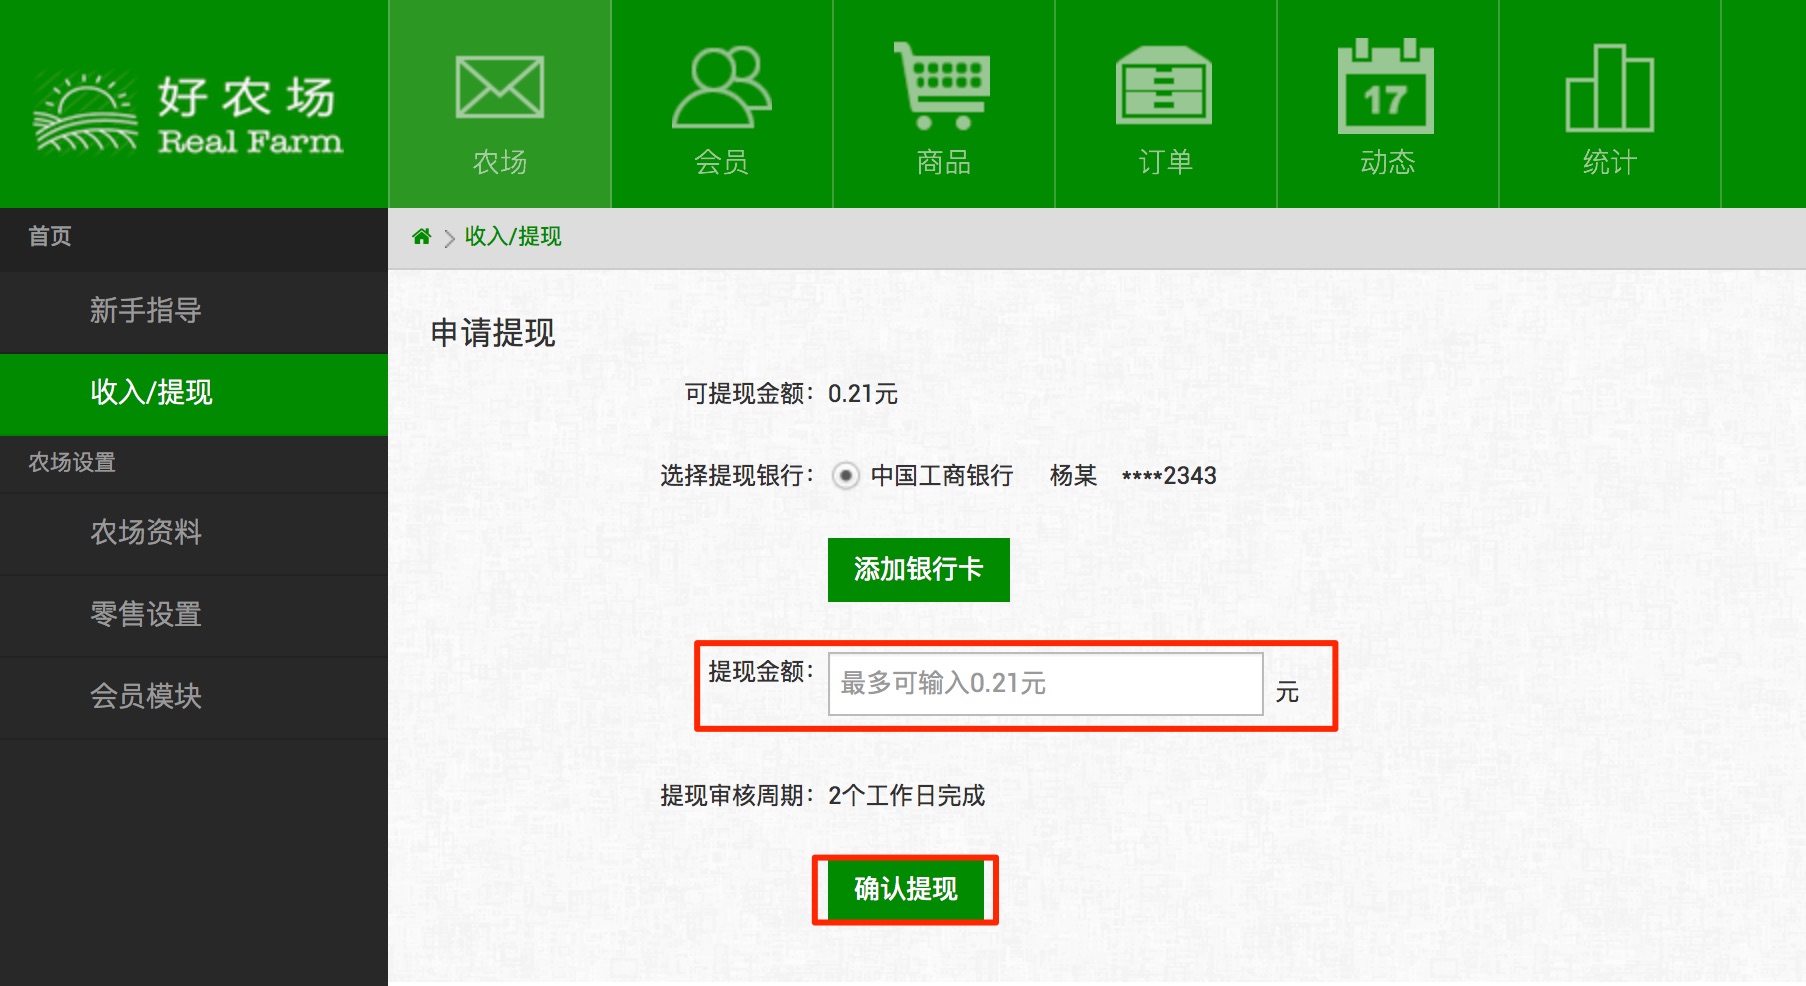 好农场
Real Farm
农场
会员
商品
订单
17
动态
统计
首页
新手指导
收入/提现
农场设置
农场资料
零售设置
会员模块
收入/提现
申请提现
可提现金额：0.21元
选择提现银行： 中国工商银行 杨某 ****2343
添加银行卡
提现金额： 最多可输入0.21元 元
提现审核周期：2个工作日完成
确认提现